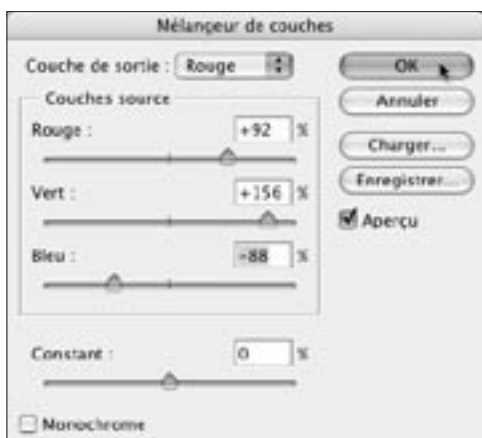 Mélangeur de couches
Couche de sortie : Rouge
OK
Couches source
Annuler
Rouge : +92 %
Charger...
Vert : +156 %
Enregistrer...
Aperçu
Bleu : -88 %
Constant : 0 %
Monochrome